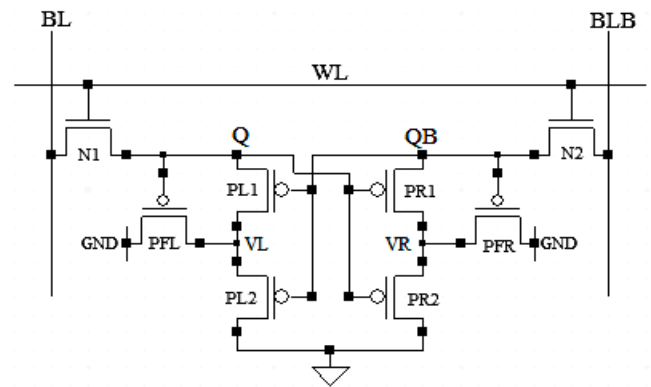 BL
BLB
WL
Q
QB
N1
N2
PL1
PR1
GND
PFL
VL
VR
PFR
GND
PL2
PR2